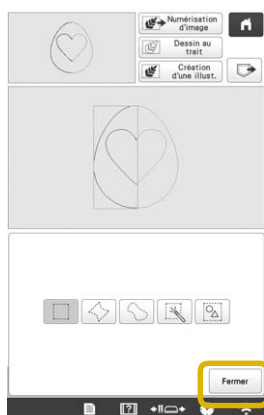 Numérisation
d'image
Dessin au
trait
Création
d'une illust.
Fermer
[?]